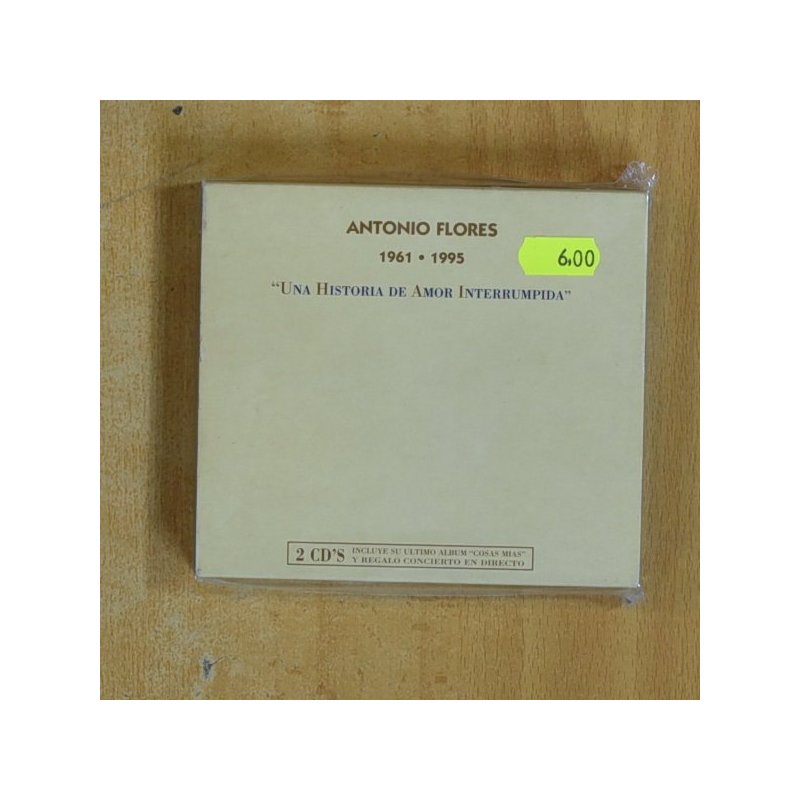 ANTONIO FLORES
1961 • 1995
6,00
“UNA HISTORIA DE AMOR INTERRUMPIDA”
2 CD'S
INCLUYE SU ULTIMO ALBUM “COSAS MIAS”
Y REGALO CONCIERTO EN DIRECTO